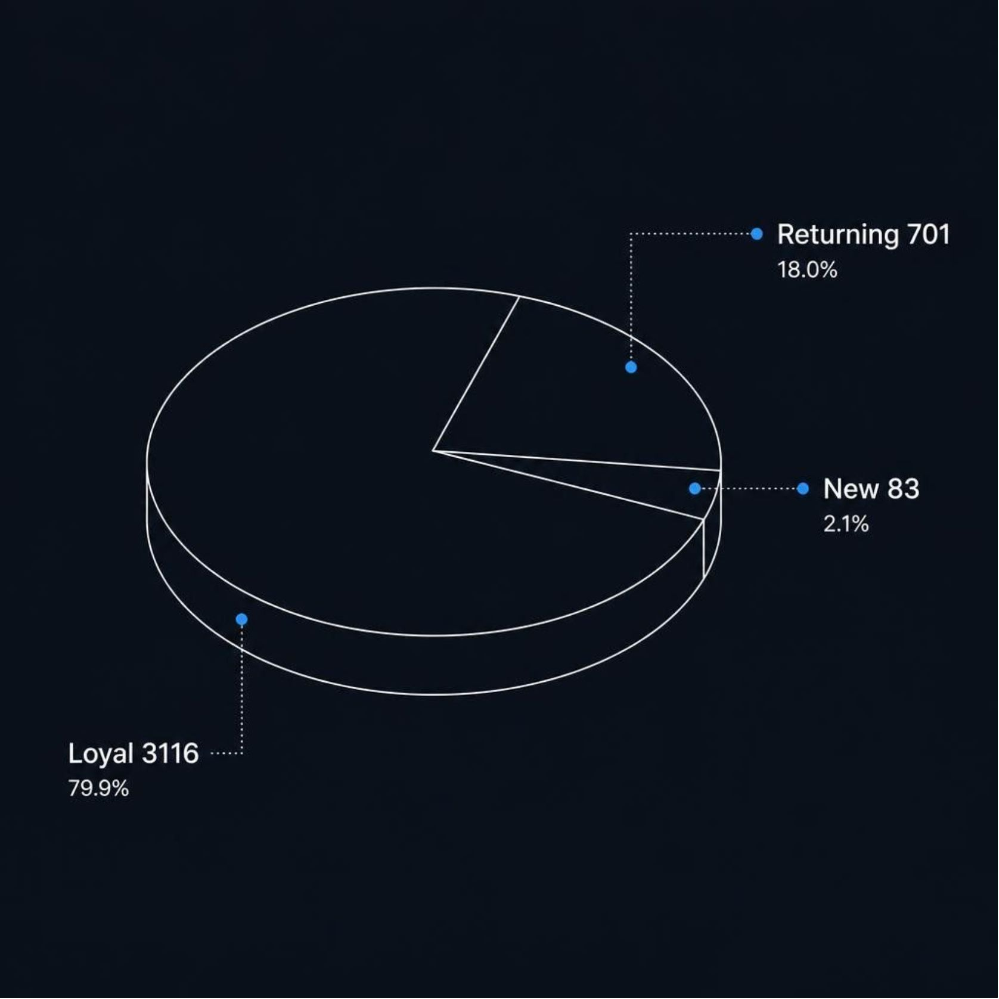 Returning 701
18.0%
New 83
2.1%
Loyal 3116
79.9%